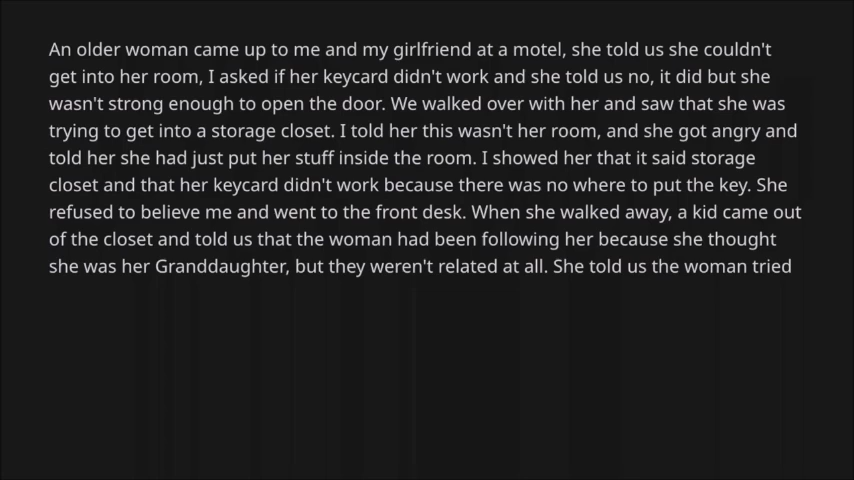 An older woman came up to me and my girlfriend at a motel, she told us she couldn't
get into her room, I asked if her keycard didn't work and she told us no, it did but she
wasn't strong enough to open the door. We walked over with her and saw that she was
trying to get into a storage closet. I told her this wasn't her room, and she got angry and
told her she had just put her stuff inside the room. I showed her that it said storage
closet and that her keycard didn't work because there was no where to put the key. She
refused to believe me and went to the front desk. When she walked away, a kid came out
of the closet and told us that the woman had been following her because she thought
she was her Granddaughter, but they weren't related at all. She told us the woman tried